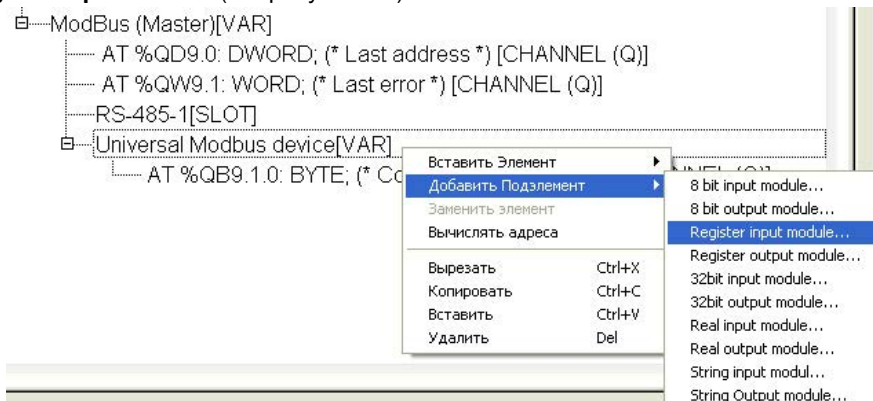 ModBus (Master)[VAR]
AT %QD9.0: DWORD; (* Last address *) [CHANNEL (Q)]
AT %QW9.1: WORD; (* Last error *) [CHANNEL (Q)]
RS-485-1[SLOT]
Universal Modbus device[VAR]
AT %QB9.1.0: BYTE; (* Co
Вставить Элемент
Добавить Подэлемент
Заменить элемент
Вычислять адреса
Вырезать Ctrl+X
Копировать Ctrl+C
Вставить Ctrl+V
Удалить Del
8 bit input module...
8 bit output module...
Register input module...
Register output module...
32bit input module...
32bit output module...
Real input module...
Real output module...
String input modul...
String Output module...